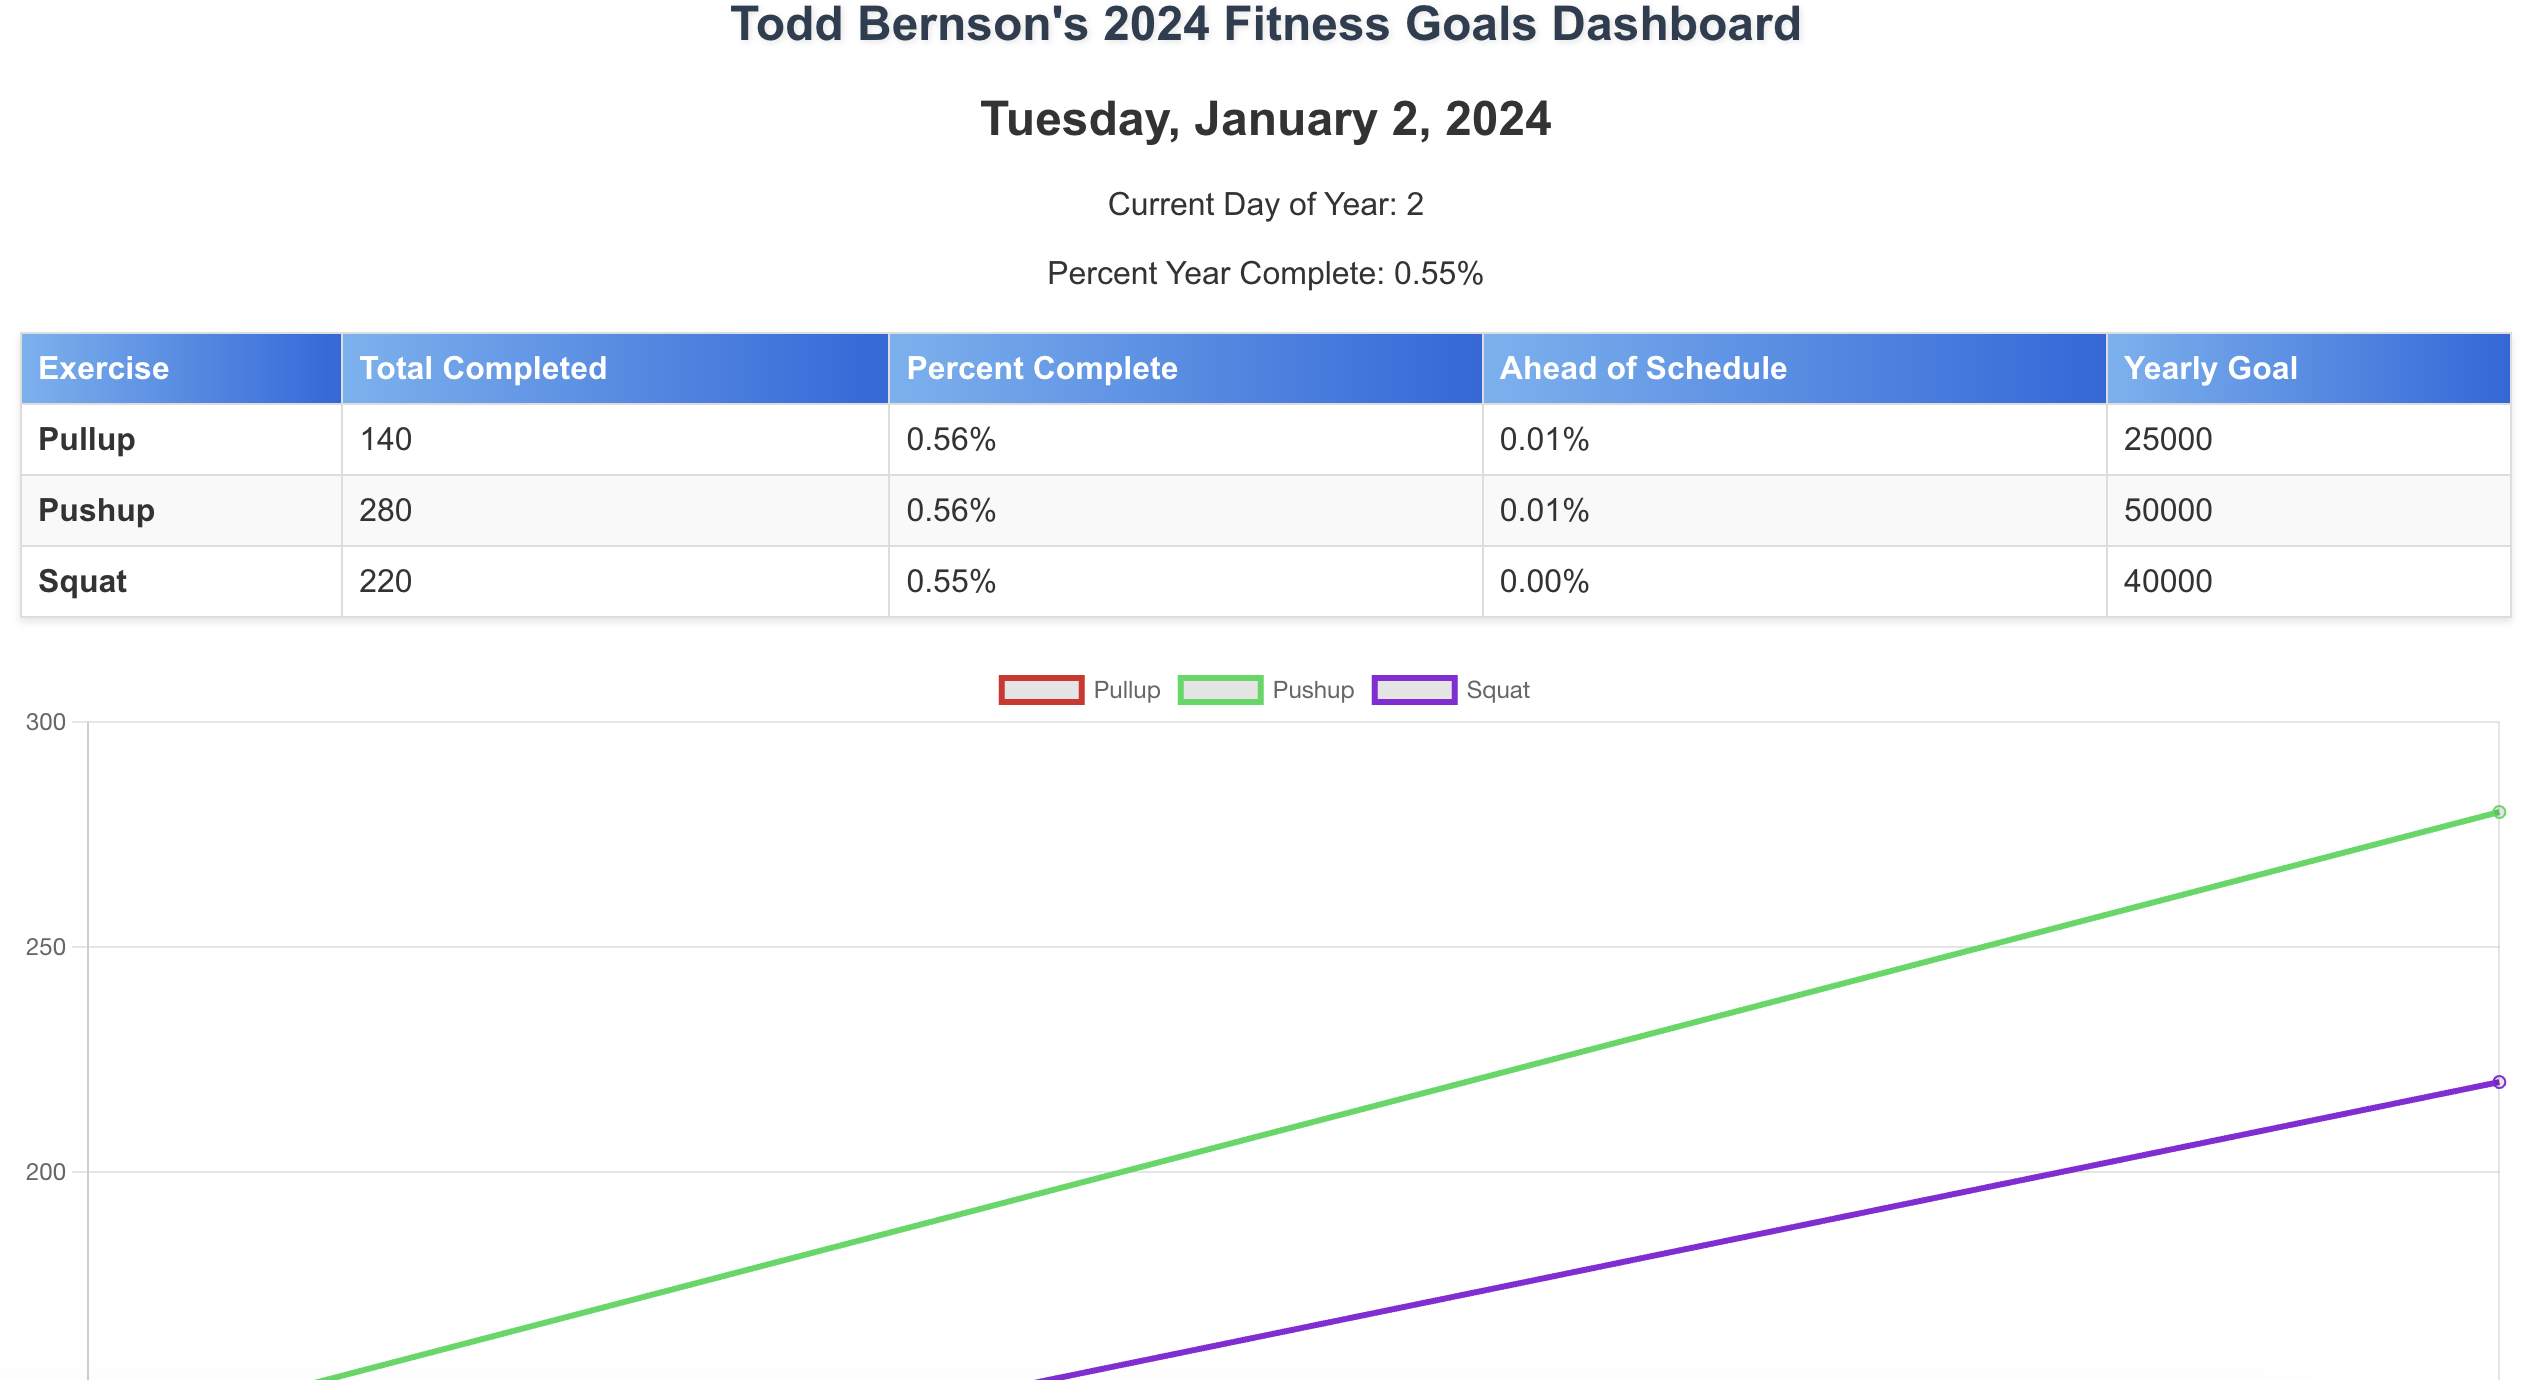 Todd Bernson's 2024 Fitness Goals Dashboard
Tuesday, January 2, 2024
Current Day of Year: 2
Percent Year Complete: 0.55%
Exercise Total Completed Percent Complete Ahead of Schedule Yearly Goal
Pullup 140 0.56% 0.01% 25000
Pushup 280 0.56% 0.01% 50000
Squat 220 0.55% 0.00% 40000
Pullup Pushup Squat
300
250
200